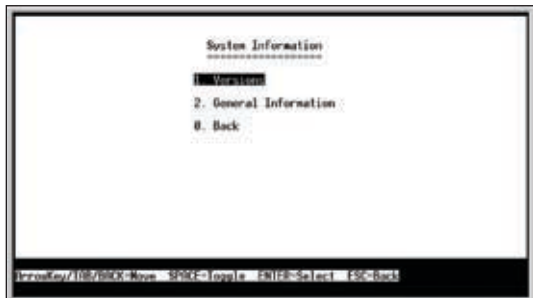 System Information
1. Versions
2. General Information
0. Back
ArrowKey/TAB/BACK-Move SPACE-Toggle ENTER-Select ESC-Back